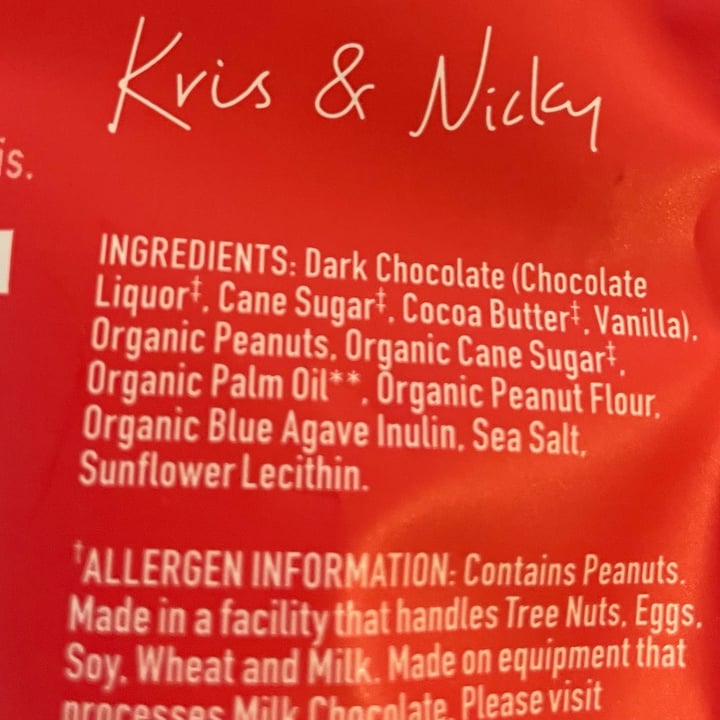 Kris & Nicky
is.
INGREDIENTS: Dark Chocolate (Chocolate
Liquor‡, Cane Sugar‡, Cocoa Butter‡, Vanilla),
Organic Peanuts, Organic Cane Sugar‡,
Organic Palm Oil**, Organic Peanut Flour,
Organic Blue Agave Inulin, Sea Salt,
Sunflower Lecithin.
†ALLERGEN INFORMATION: Contains Peanuts.
Made in a facility that handles Tree Nuts, Eggs,
Soy, Wheat and Milk. Made on equipment that
processes Milk Chocolate. Please visit